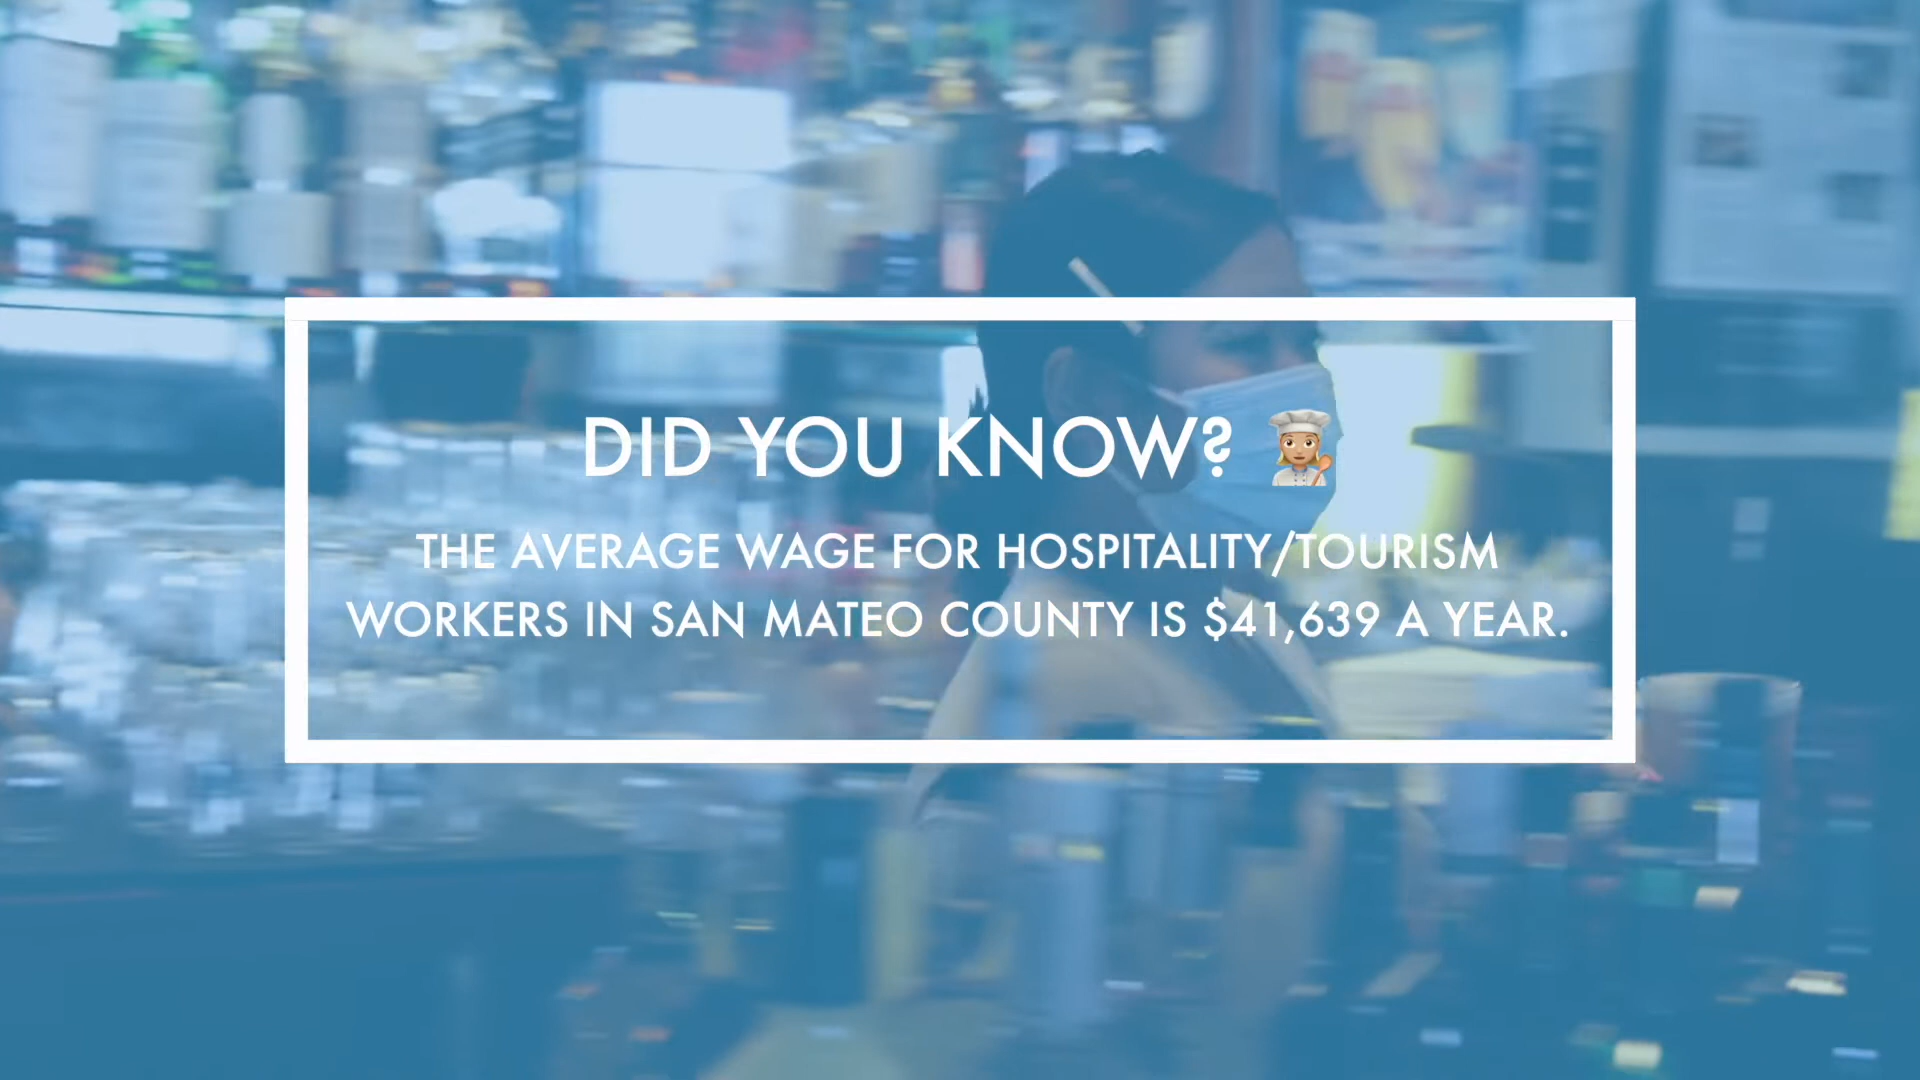 DID YOU KNOW? 👩🏼‍🍳
THE AVERAGE WAGE FOR HOSPITALITY/TOURISM
WORKERS IN SAN MATEO COUNTY IS $41,639 A YEAR.